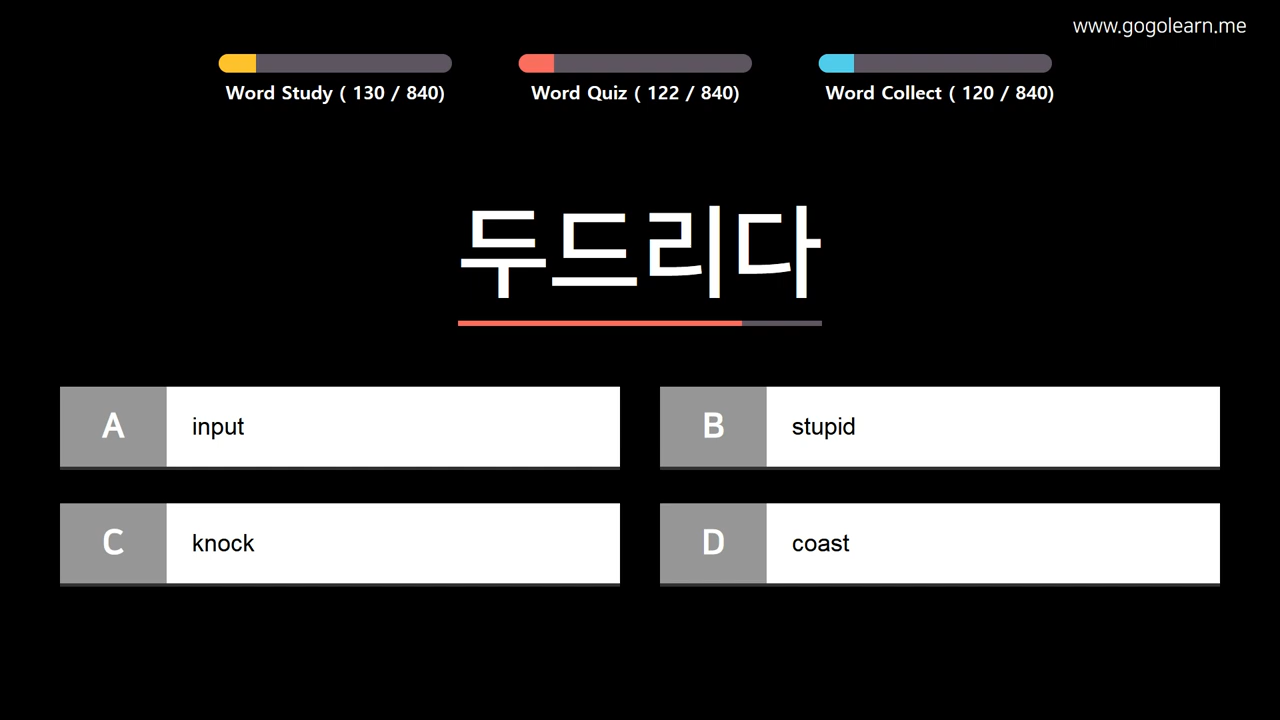 www.gogolearn.me
Word Study ( 130 / 840)
Word Quiz ( 122 / 840)
Word Collect ( 120 / 840)
두드리다
A input
B stupid
C knock
D coast